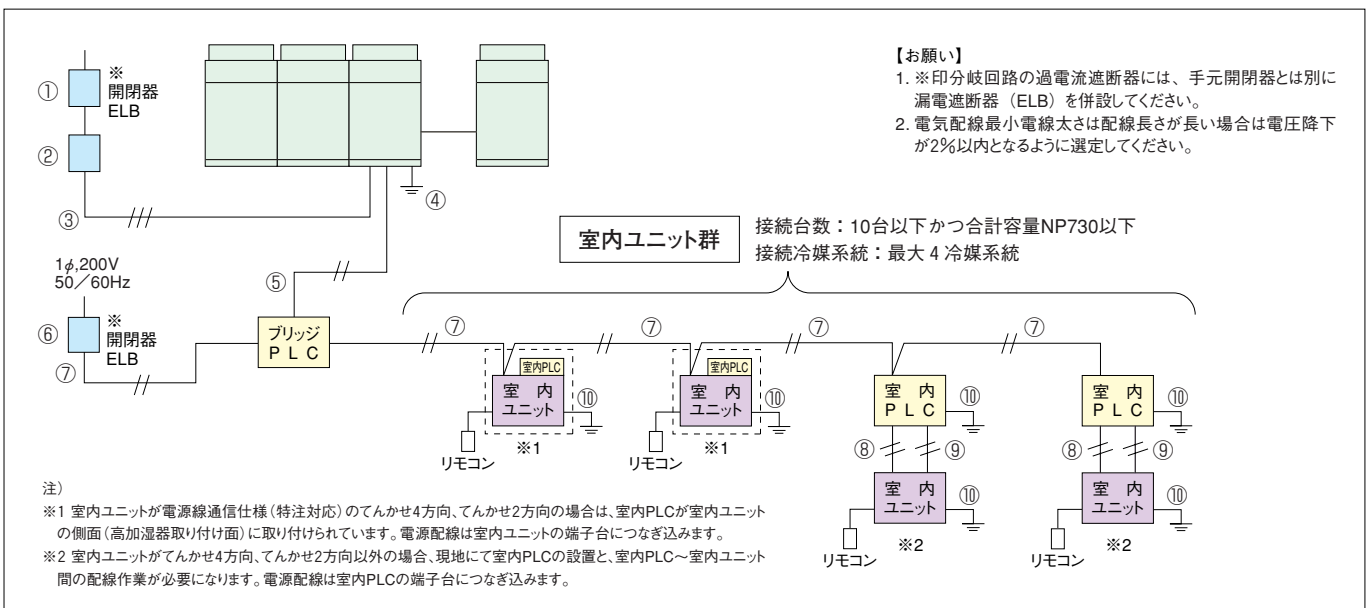 ①
※
開閉器
ELB
②
③
④
【お願い】
1. ※印分岐回路の過電流遮断器には、手元開閉器とは別に
漏電遮断器（ELB）を併設してください。
2. 電気配線最小電線太さは配線長さが長い場合は電圧降下
が2％以内となるように選定してください。
室内ユニット群
接続台数：10台以下かつ合計容量NP730以下
接続冷媒系統：最大4冷媒系統
1φ,200V
50／60Hz
⑤
⑥
※
開閉器
ELB
⑦
ブリッジ
PLC
⑦
⑦
⑦
⑦
室内PLC
室内
ユニット
⑩
リモコン
※1
室内PLC
室内
ユニット
⑩
リモコン
※1
室内
PLC
⑩
⑧
⑨
室内
ユニット
⑩
リモコン
※2
室内
PLC
⑩
⑧
⑨
室内
ユニット
⑩
リモコン
※2
注）
※1 室内ユニットが電源線通信仕様（特注対応）のてんかせ4方向、てんかせ2方向の場合は、室内PLCが室内ユニット
の側面（高加湿器取り付け面）に取り付けられています。電源配線は室内ユニットの端子台につなぎ込みます。
※2 室内ユニットがてんかせ4方向、てんかせ2方向以外の場合、現地にて室内PLCの設置と、室内PLC～室内ユニット
間の配線作業が必要になります。電源配線は室内PLCの端子台につなぎ込みます。